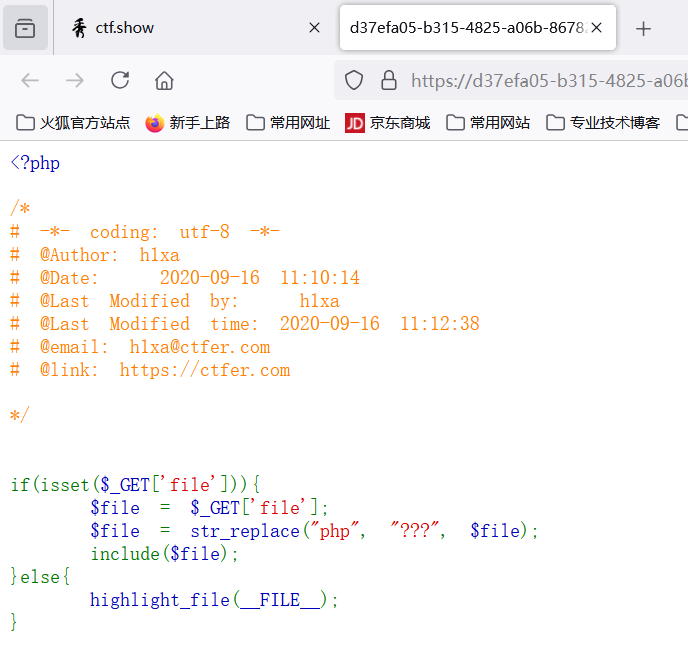 ctf.show
d37efa05-b315-4825-a06b-8678
https://d37efa05-b315-4825-a06b
火狐官方站点 新手上路 常用网址 JD 京东商城 常用网站 专业技术博客
<?php
/*
# -*- coding: utf-8 -*-
# @Author: hlxa
# @Date:   2020-09-16 11:10:14
# @Last Modified by:   hlxa
# @Last Modified time: 2020-09-16 11:12:38
# @email: hlxa@ctfer.com
# @link: https://ctfer.com
*/
if(isset($_GET['file'])){
    $file = $_GET['file'];
    $file = str_replace("php", "???", $file);
    include($file);
}else{
    highlight_file(__FILE__);
}